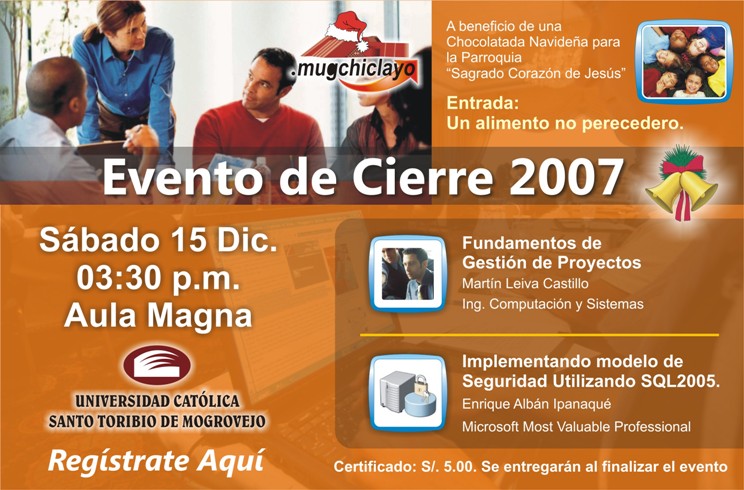 .mugchiclayo
A beneficio de una
Chocolatada Navideña para
la Parroquia
“Sagrado Corazón de Jesús”
Entrada:
Un alimento no perecedero.
Evento de Cierre 2007
Sábado 15 Dic.
03:30 p.m.
Aula Magna
UNIVERSIDAD CATÓLICA
SANTO TORIBIO DE MOGROVEJO
Regístrate Aquí
Fundamentos de
Gestión de Proyectos
Martín Leiva Castillo
Ing. Computación y Sistemas
Implementando modelo de
Seguridad Utilizando SQL2005.
Enrique Albán Ipanaqué
Microsoft Most Valuable Professional
Certificado: S/. 5.00. Se entregarán al finalizar el evento